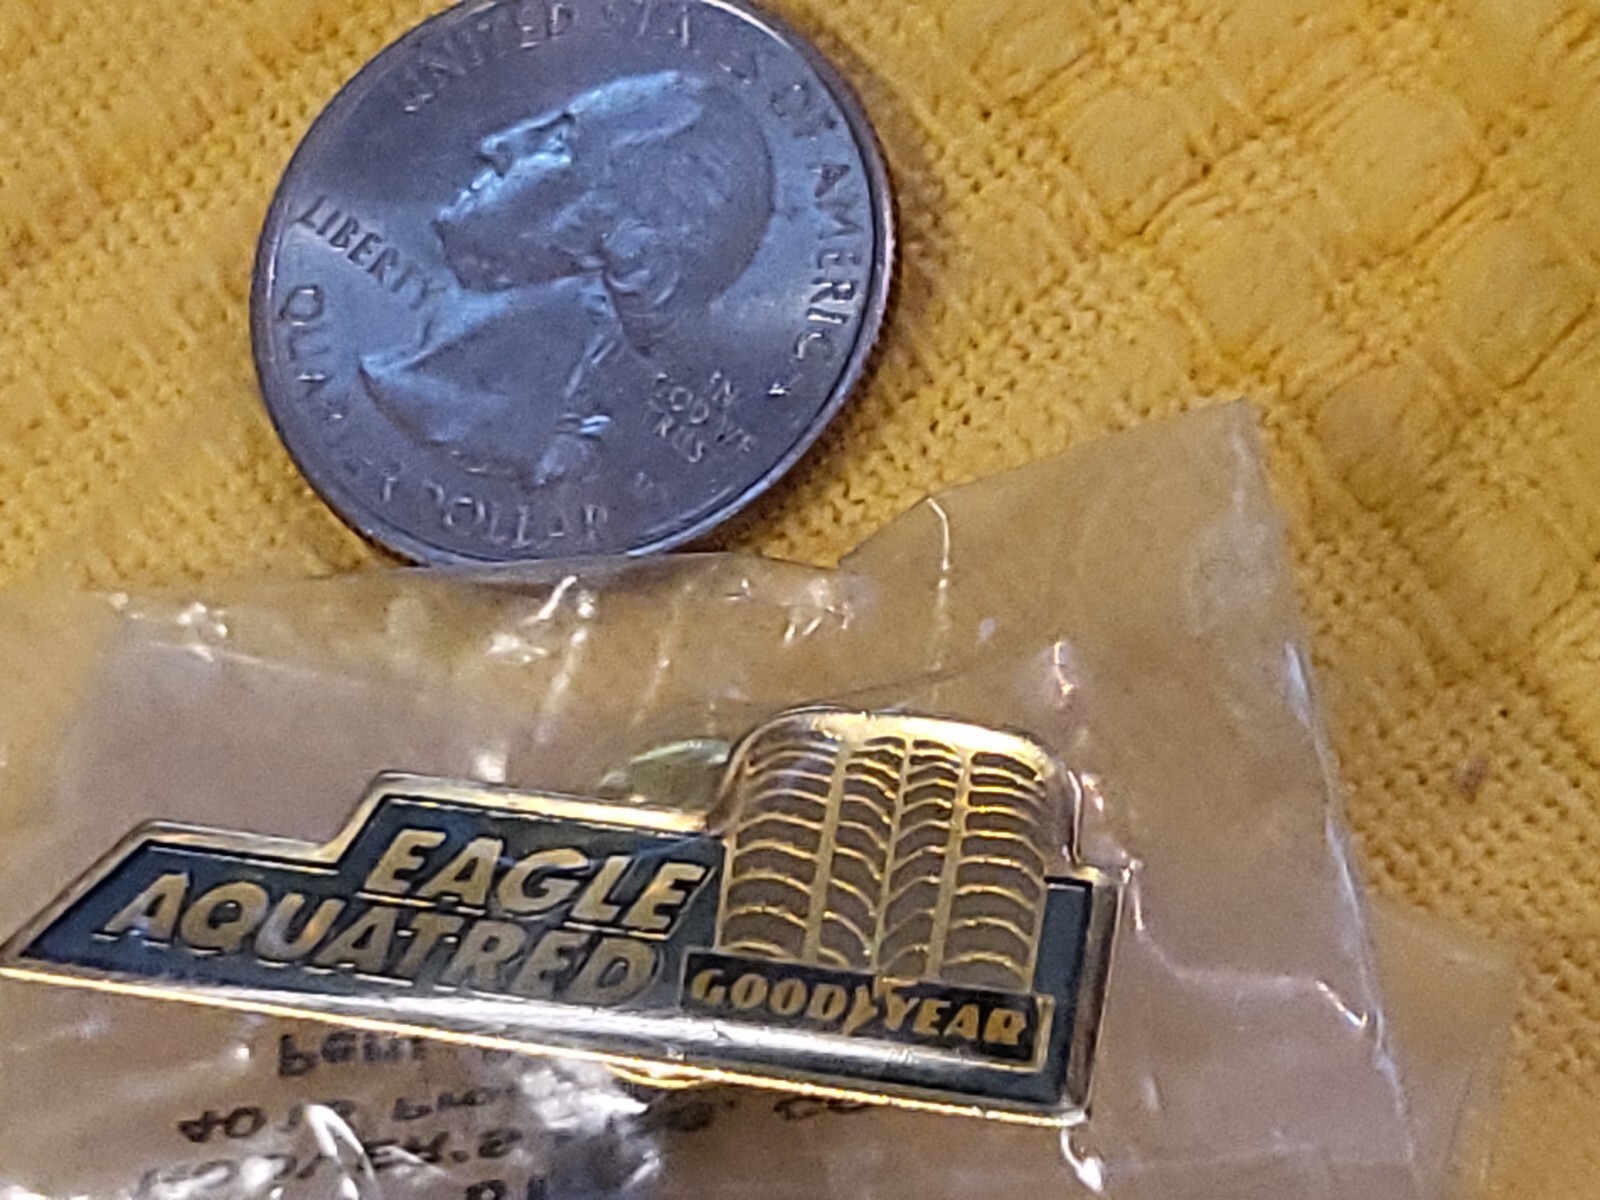 UNITED STATES OF AMERICA
LIBERTY
IN
GOD WE
TRUST
QUARTER DOLLAR
EAGLE
AQUATRED
GOODYEAR